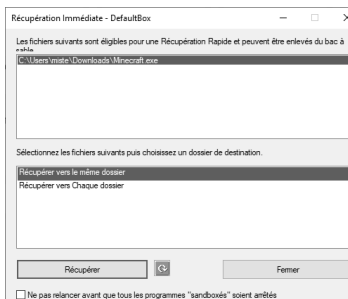 Récupération Immédiate - DefaultBox
Les fichiers suivants sont éligibles pour une Récupération Rapide et peuvent être enlevés du bac à
sable.
C:\Users\miste\Downloads\Minecraft.exe
Sélectionnez les fichiers suivants puis choisissez un dossier de destination.
Récupérer vers le même dossier
Récupérer vers Chaque dossier
Récupérer
Fermer
Ne pas relancer avant que tous les programmes "sandboxés" soient arrêtés